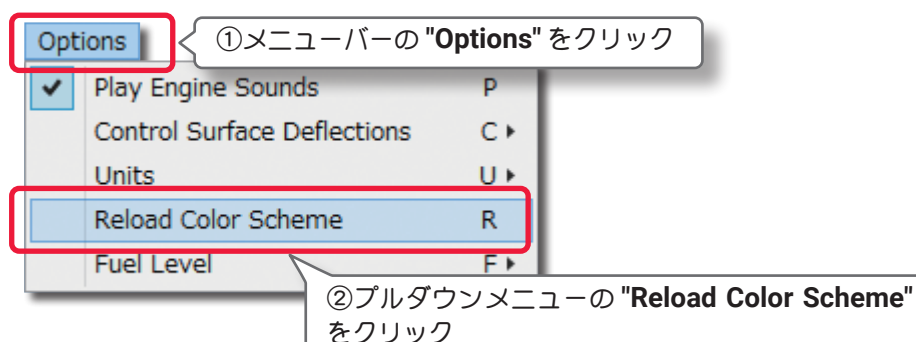 Options
①メニューバーの "Options" をクリック
✔ Play Engine Sounds P
Control Surface Deflections C ▸
Units U ▸
Reload Color Scheme R
Fuel Level F ▸
②プルダウンメニューの "Reload Color Scheme"
をクリック